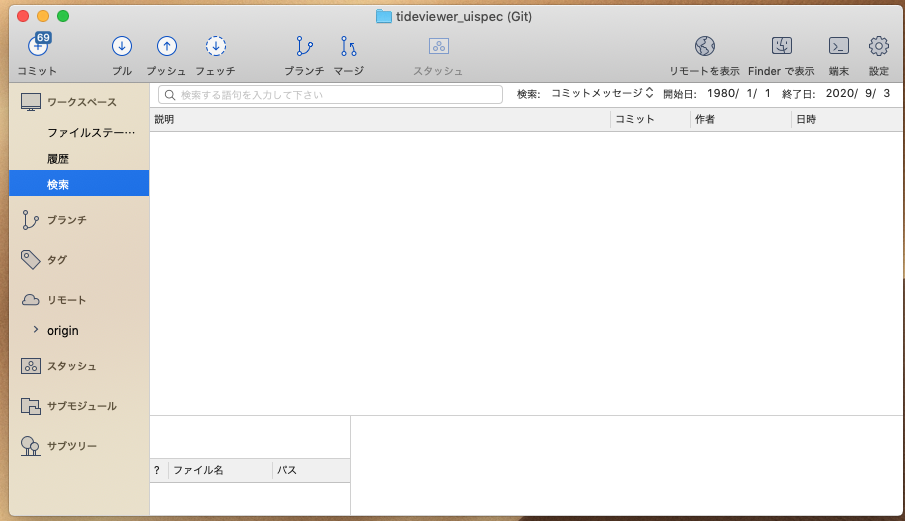 tideviewer_uispec (Git)
69
コミット プル プッシュ フェッチ ブランチ マージ スタッシュ リモートを表示 Finder で表示 端末 設定
ワークスペース
ファイルステー…
履歴
検索
ブランチ
タグ
リモート
origin
スタッシュ
サブモジュール
サブツリー
検索する語句を入力して下さい 検索: コミットメッセージ 開始日: 1980/ 1/ 1 終了日: 2020/ 9/ 3
説明 コミット 作者 日時
? ファイル名 パス